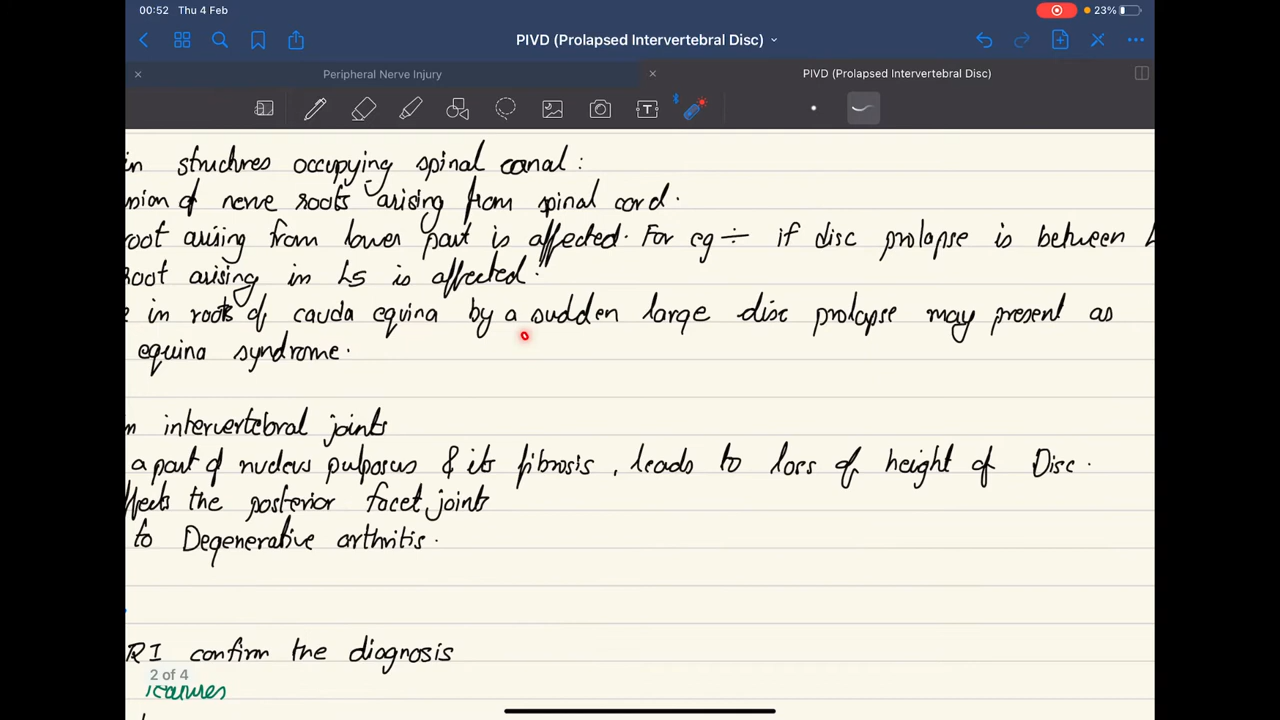 00:52 Thu 4 Feb
23%
PIVD (Prolapsed Intervertebral Disc)
Peripheral Nerve Injury
PIVD (Prolapsed Intervertebral Disc)
in structures occupying spinal canal :
sion of nerve roots arising from spinal cord.
root arising from lower part is affected. For eg ÷ if disc prolapse is between L
root arising in L5 is affected.
e in roots of cauda equina by a sudden large disc prolapse may present as
equina syndrome.
intervertebral joints
a part of nucleus pulposus & its fibrosis, leads to loss of height of Disc.
ffects the posterior facet joints
to Degenerative arthritis.
RI confirm the diagnosis
2 of 4